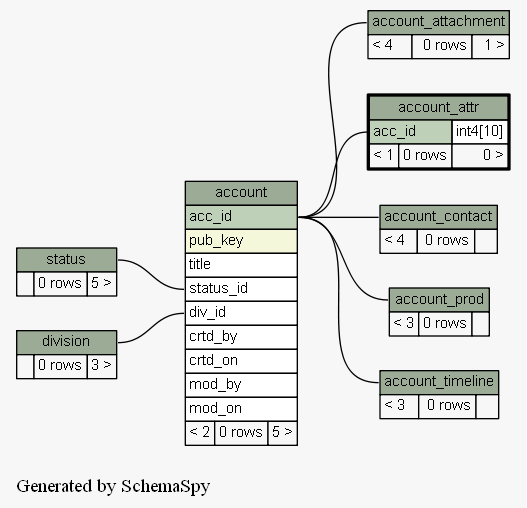 account_attachment
< 4 0 rows 1 >
account_attr
acc_id int4[10]
< 1 0 rows 0 >
account
acc_id
pub_key
title
status_id
div_id
crtd_by
crtd_on
mod_by
mod_on
< 2 0 rows 5 >
account_contact
< 4 0 rows
status
0 rows 5 >
account_prod
< 3 0 rows
division
0 rows 3 >
account_timeline
< 3 0 rows
Generated by SchemaSpy